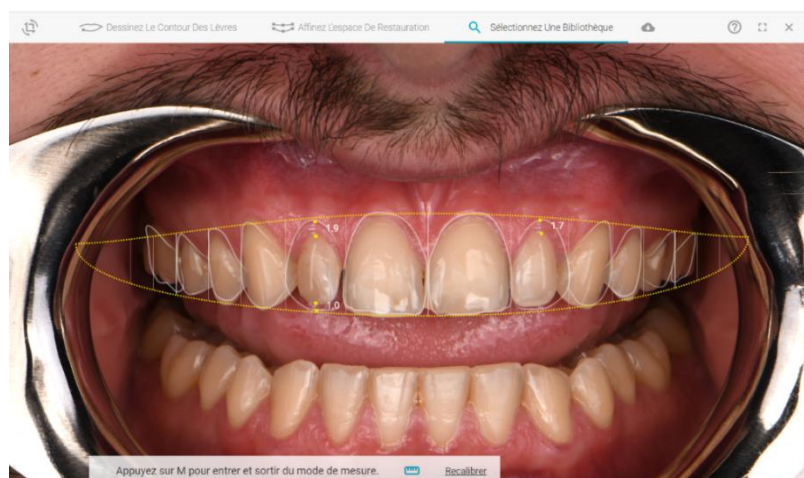 Dessinez Le Contour Des Lèvres
Affinez L'espace De Restauration
Sélectionnez Une Bibliothèque
1.9
1.7
1.0
Appuyez sur M pour entrer et sortir du mode de mesure.
Recalibrer